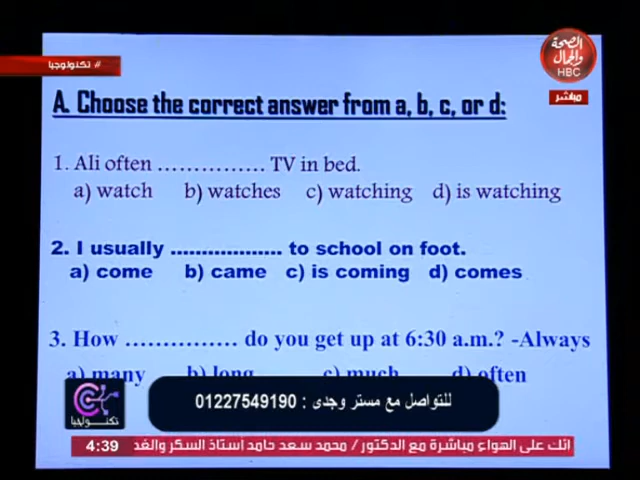 الصحة
والجمال
HBC
# تكنولوجيا
مباشر
A. Choose the correct answer from a, b, c, or d:
1. Ali often …………… TV in bed.
a) watch b) watches c) watching d) is watching
2. I usually .................. to school on foot.
a) come b) came c) is coming d) comes
3. How …………… do you get up at 6:30 a.m.? -Always
a) many b) long c) much d) often
للتواصل مع مستر وجدى : 01227549190
تكنولوجيا
4:39 اتك على الهواء مباشرة مع الدكتور / محمد سعد حامد أستاذ السكر والغد